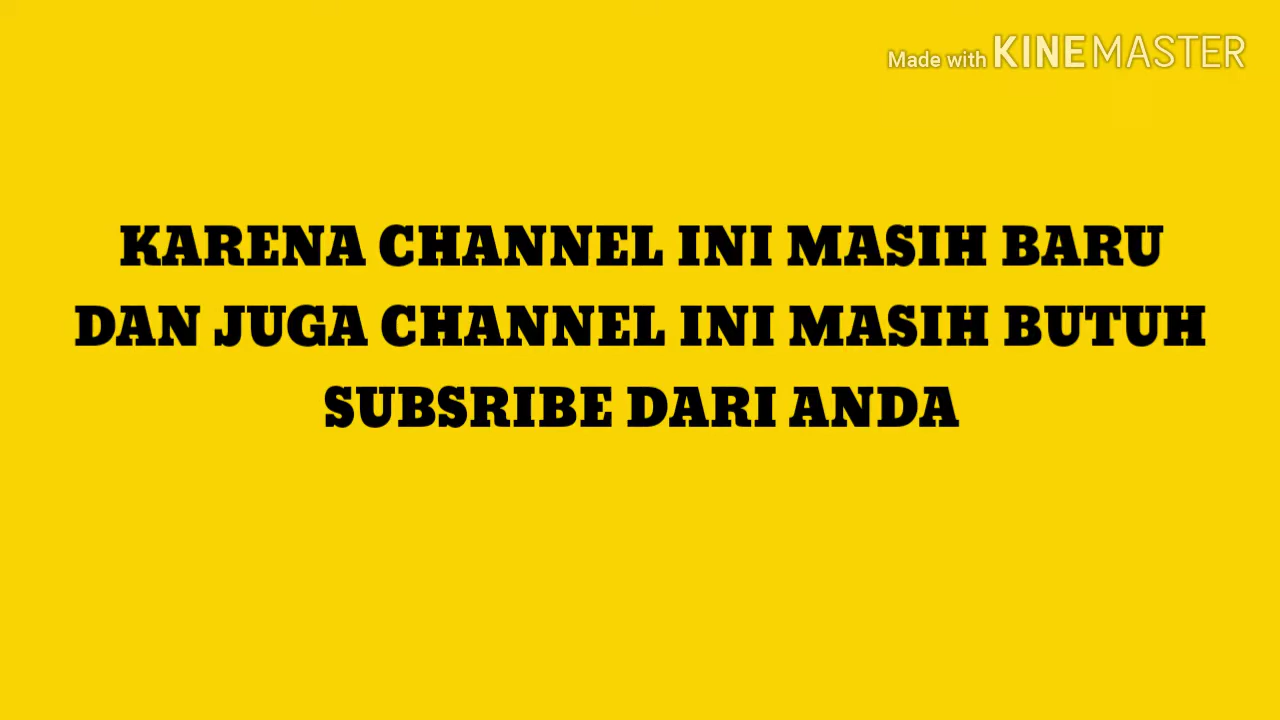 Made with KINEMASTER
KARENA CHANNEL INI MASIH BARU
DAN JUGA CHANNEL INI MASIH BUTUH
SUBSRIBE DARI ANDA